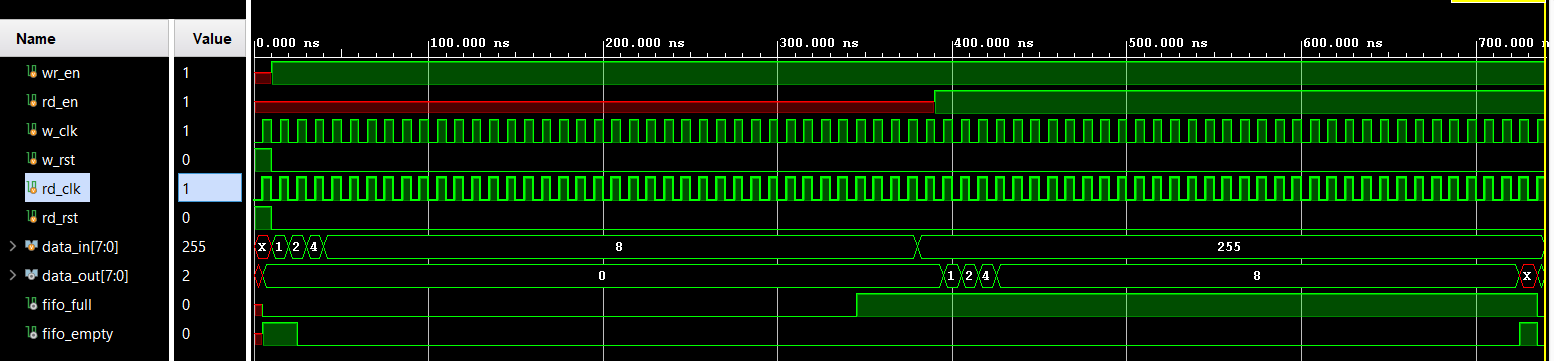 Name Value
0.000 ns 100.000 ns 200.000 ns 300.000 ns 400.000 ns 500.000 ns 600.000 ns 700.000
wr_en 1
rd_en 1
w_clk 1
w_rst 0
rd_clk 1
rd_rst 0
data_in[7:0] 255 X 1 2 4 8 255
data_out[7:0] 2 0 1 2 4 8 X
fifo_full 0
fifo_empty 0